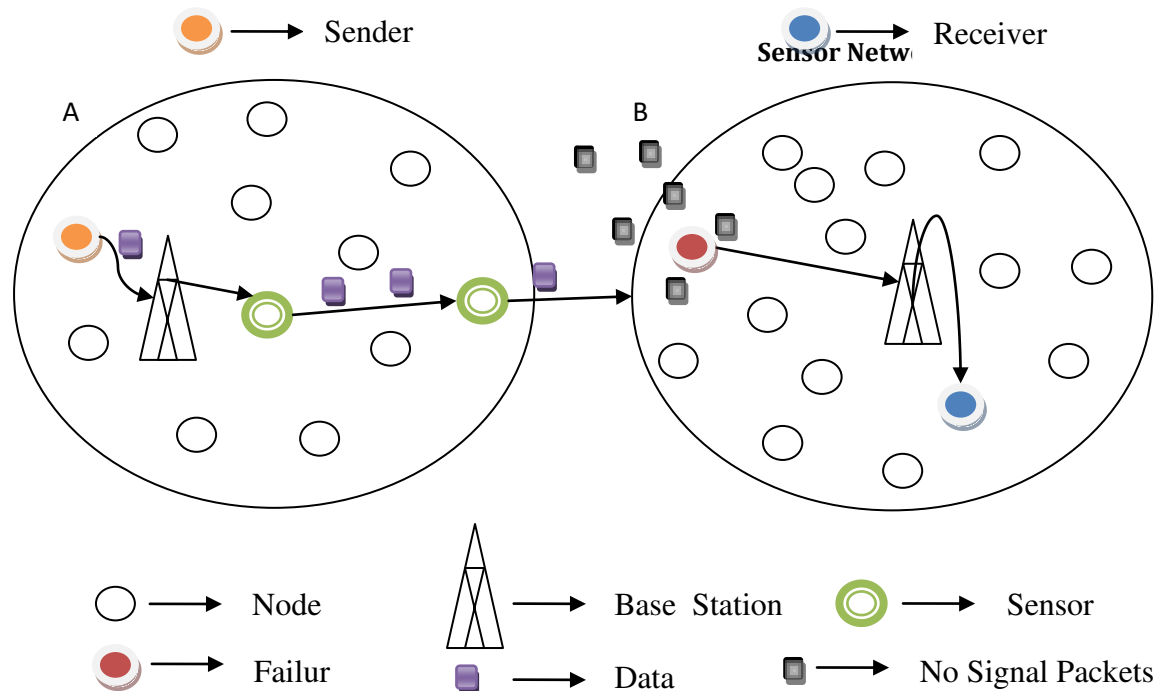 Sender
Receiver
Sensor Netw
A
B
Node
Base Station
Sensor
Failur
Data
No Signal Packets